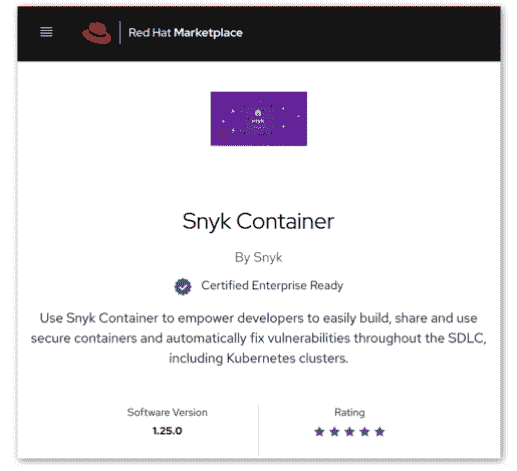 Red Hat Marketplace
snyk
Snyk Container
By Snyk
Certified Enterprise Ready
Use Snyk Container to empower developers to easily build, share and use
secure containers and automatically fix vulnerabilities throughout the SDLC,
including Kubernetes clusters.
Software Version
Rating
1.25.0